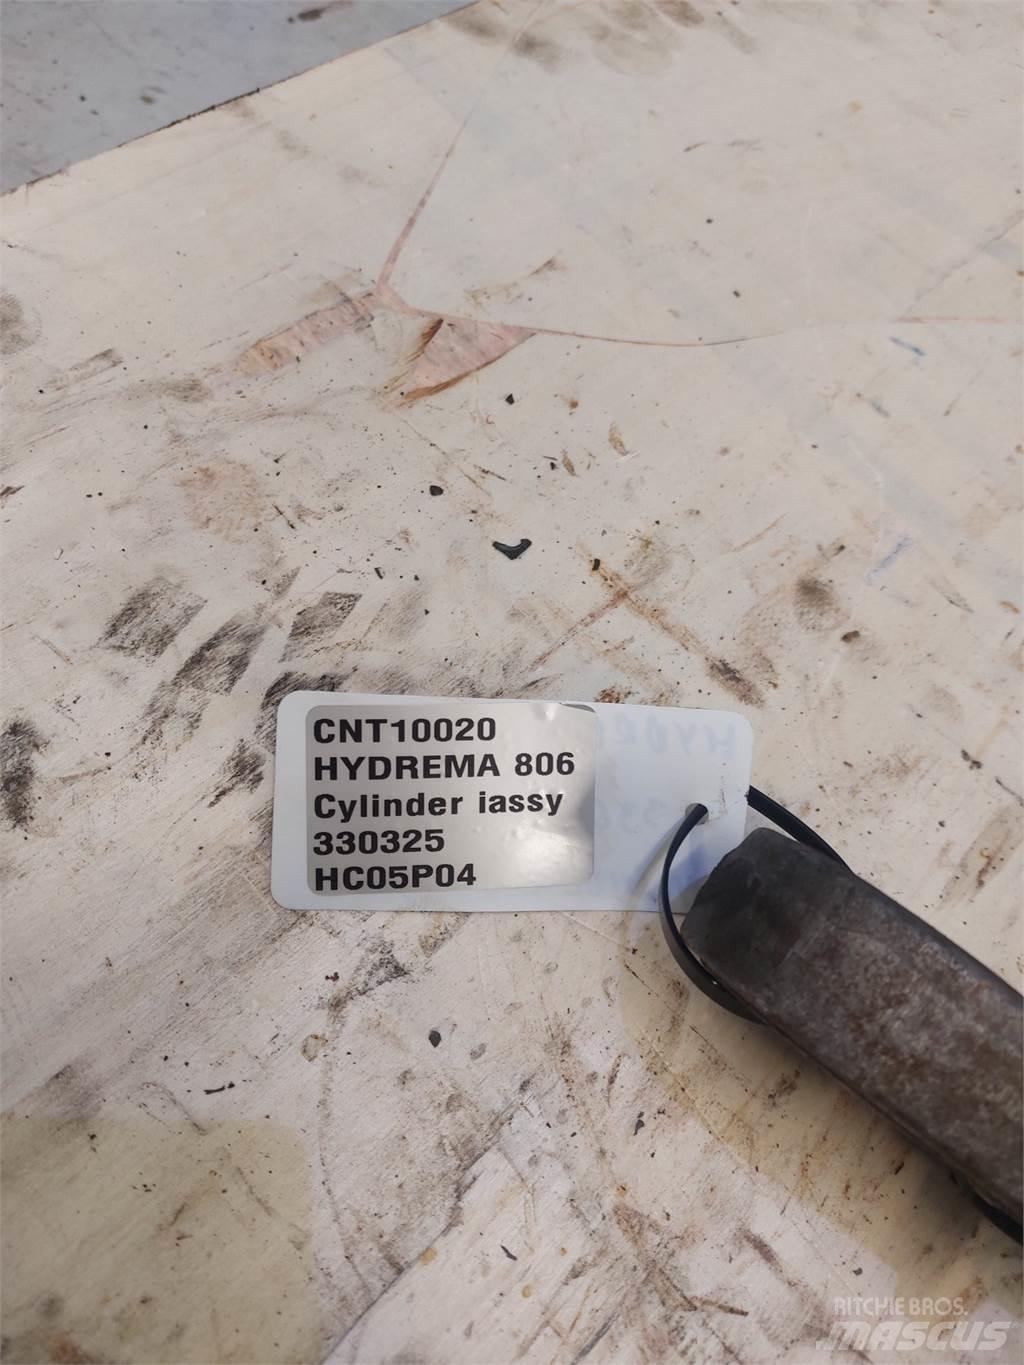 CNT10020
HYDREMA 806
Cylinder iassy
330325
HC05P04
RITCHIE BROS.
MASCUS